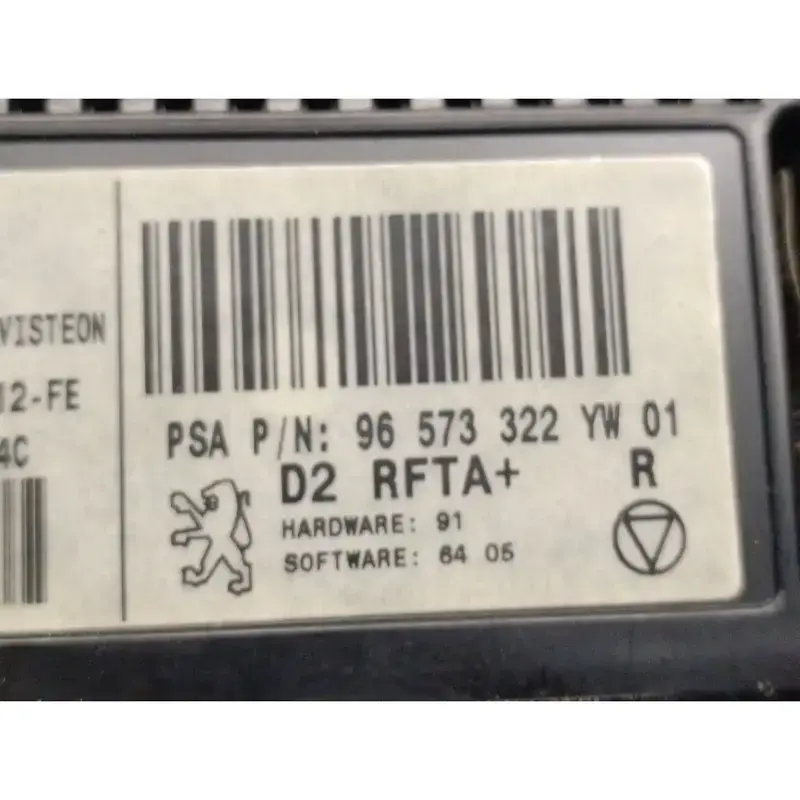 VISTEON
12-FE
4C
PSA P/N: 96 573 322 YW 01
D2 RFTA+ R
HARDWARE: 91
SOFTWARE: 64 05